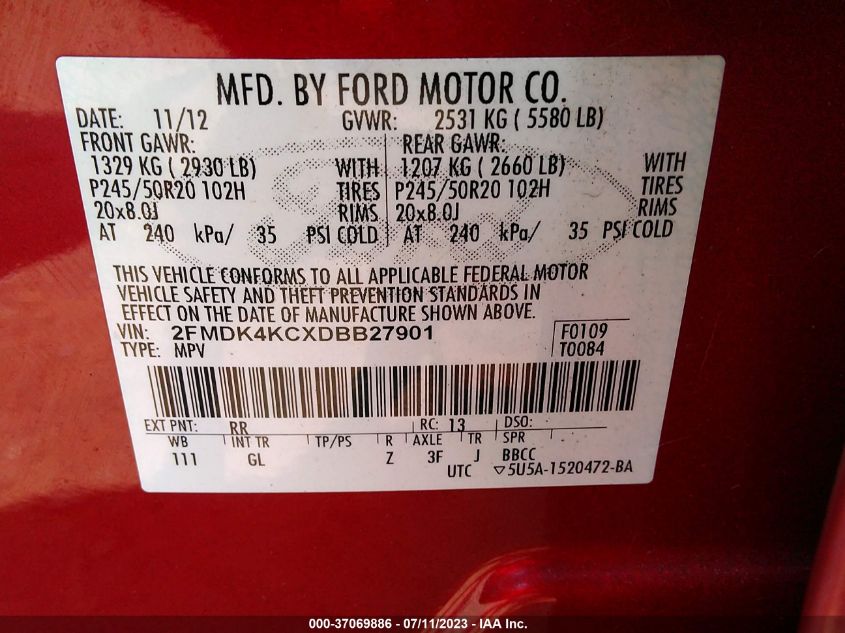 MFD. BY FORD MOTOR CO.
DATE: 11/12 GVWR: 2531 KG ( 5580 LB)
FRONT GAWR: REAR GAWR:
1329 KG ( 2930 LB) WITH 1207 KG ( 2660 LB) WITH
P245/50R20 102H TIRES P245/50R20 102H TIRES
20x8.0J RIMS 20x8.0J RIMS
AT 240 kPa/ 35 PSI COLD AT 240 kPa/ 35 PSI COLD
THIS VEHICLE CONFORMS TO ALL APPLICABLE FEDERAL MOTOR
VEHICLE SAFETY AND THEFT PREVENTION STANDARDS IN
EFFECT ON THE DATE OF MANUFACTURE SHOWN ABOVE.
VIN: 2FMDK4KCXDBB27901 F0109
TYPE: MPV T0084
EXT PNT: RR RC: 13 DSO:
WB INT TR TP/PS R AXLE TR SPR
111 GL Z 3F J BBCC
UTC ▽5U5A-1520472-BA
000-37069886 - 07/11/2023 - IAA Inc.